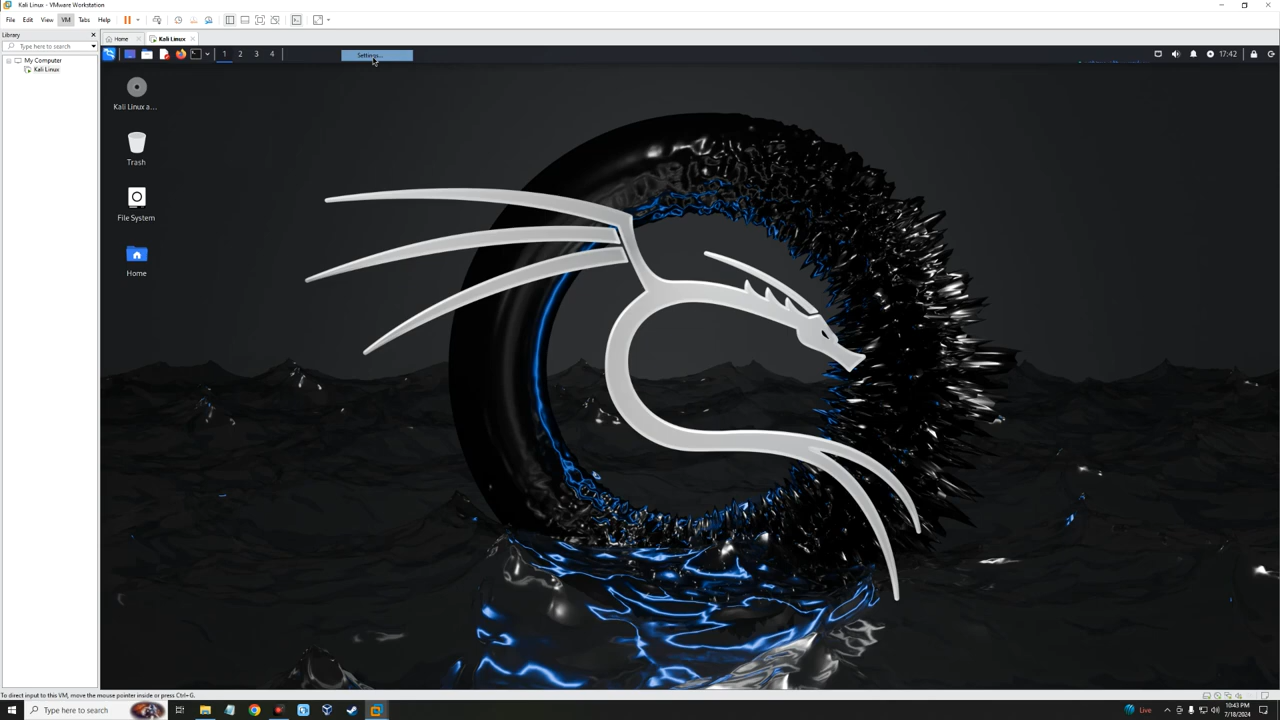 Kali Linux - VMware Workstation
File Edit View VM Tabs Help
Library
Type here to search
My Computer
Kali Linux
Home
Kali Linux
1 2 3 4
Settings...
17:42
Kali Linux a...
Trash
File System
Home
To direct input to this VM, move the mouse pointer inside or press Ctrl+G.
Type here to search
Live
10:43 PM
7/18/2024